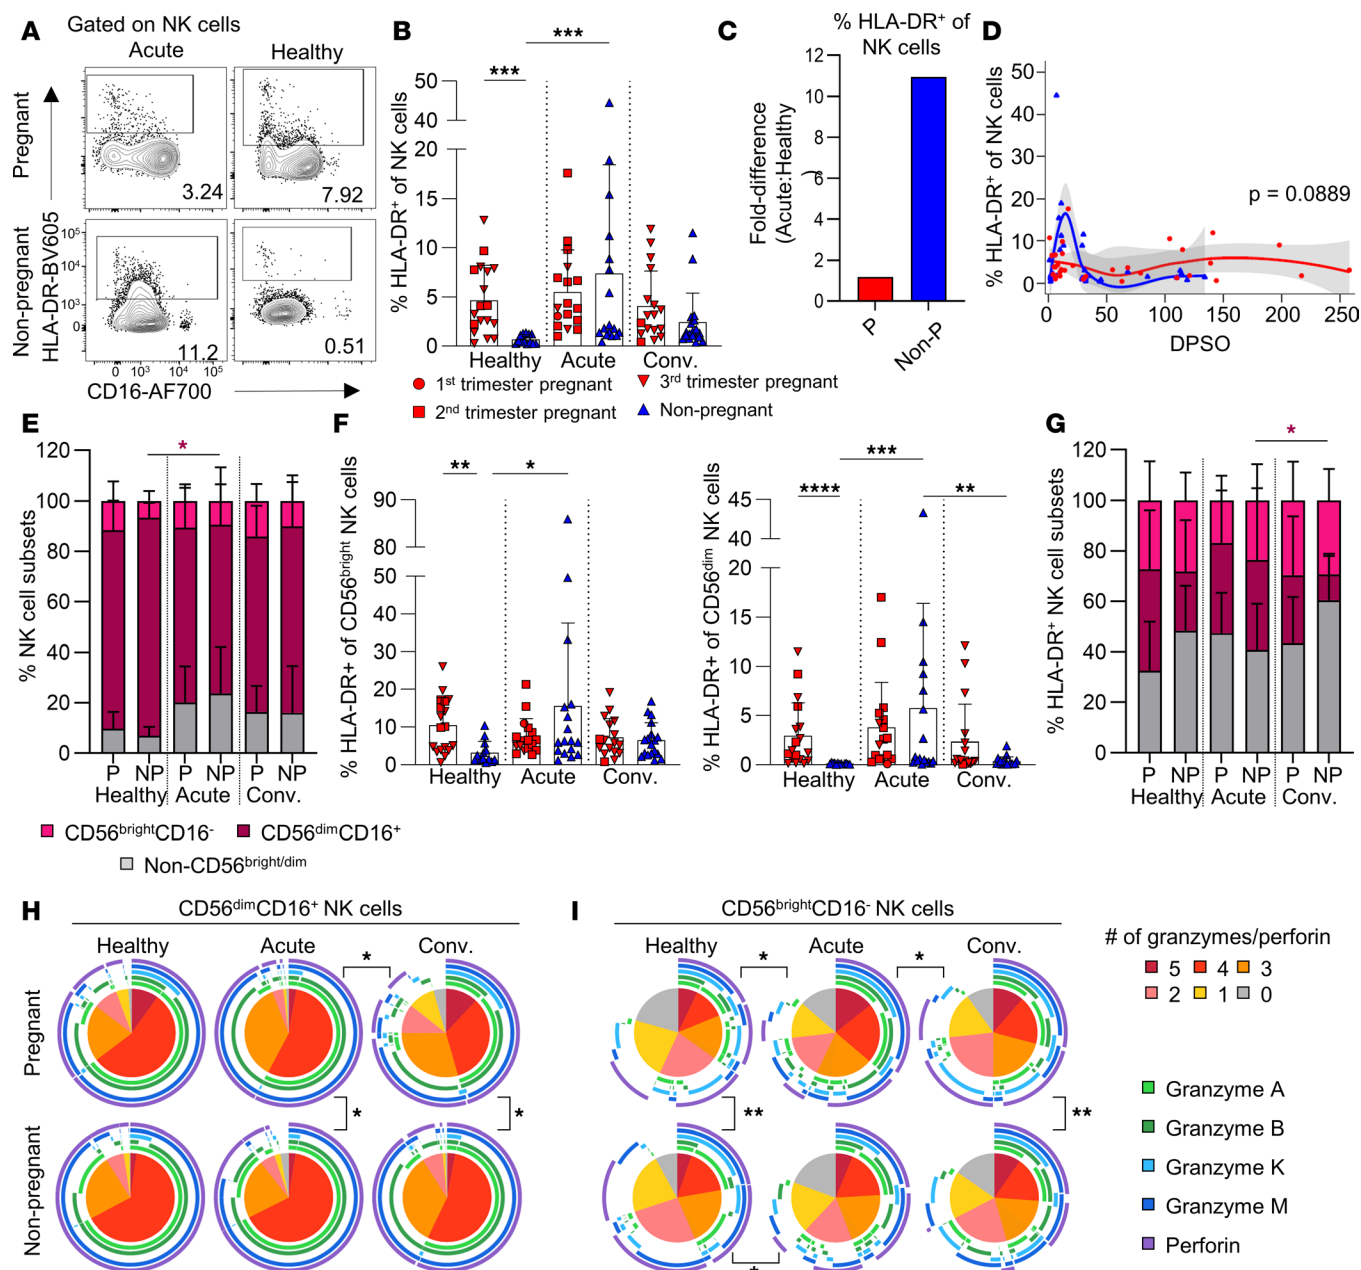 A
Gated on NK cells
Acute
Healthy
Pregnant
Non-pregnant
HLA-DR-BV605
3.24
7.92
11.2
0.51
10⁵
10⁴
10³
0
0 10³ 10⁴ 10⁵
CD16-AF700
B
% HLA-DR⁺ of NK cells
50
40
20
15
10
5
0
***
***
Healthy Acute Conv.
1st trimester pregnant
2nd trimester pregnant
3rd trimester pregnant
Non-pregnant
C
% HLA-DR⁺ of
NK cells
Fold-difference
(Acute:Healthy)
12
10
8
6
4
2
0
P
Non-P
D
% HLA-DR⁺ of NK cells
50
40
30
20
10
0
p = 0.0889
0 50 100 150 200 250
DPSO
E
% NK cell subsets
120
100
80
60
40
20
0
*
P NP P NP P NP
Healthy Acute Conv.
CD56brightCD16-
CD56dimCD16+
Non-CD56bright/dim
F
% HLA-DR+ of CD56bright NK cells
90
80
50
40
30
20
10
0
** *
Healthy Acute Conv.
% HLA-DR+ of CD56dim NK cells
45
40
20
15
10
5
0
***
**** **
Healthy Acute Conv.
G
% HLA-DR⁺ NK cell subsets
120
100
80
60
40
20
0
*
P NP P NP P NP
Healthy Acute Conv.
H
CD56dimCD16+ NK cells
Healthy Acute Conv.
*
Pregnant
* *
Non-pregnant
I
CD56brightCD16- NK cells
Healthy Acute Conv.
* *
** **
*
# of granzymes/perforin
5 4 3
2 1 0
Granzyme A
Granzyme B
Granzyme K
Granzyme M
Perforin